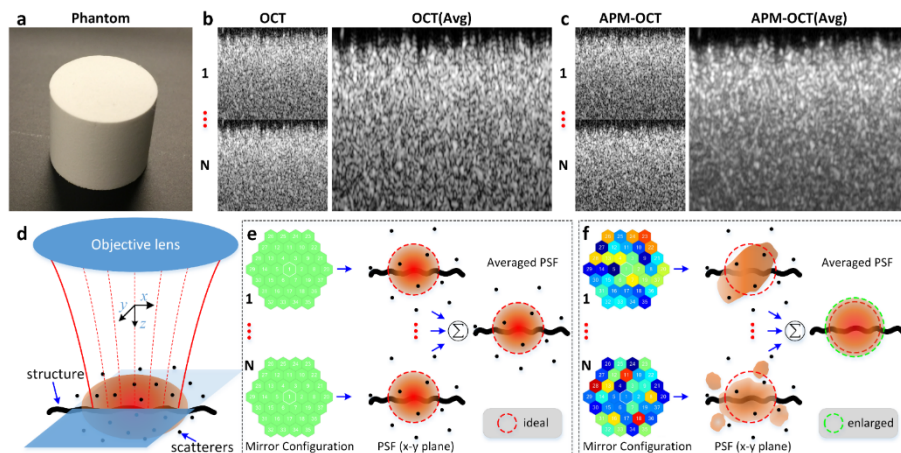 a
Phantom
b
OCT
OCT(Avg)
c
APM-OCT
APM-OCT(Avg)
1
N
1
N
d
Objective lens
x
y
z
structure
scatterers
e
1
N
Mirror Configuration
PSF (x-y plane)
Averaged PSF
Σ
ideal
f
1
N
Mirror Configuration
PSF (x-y plane)
Averaged PSF
Σ
enlarged